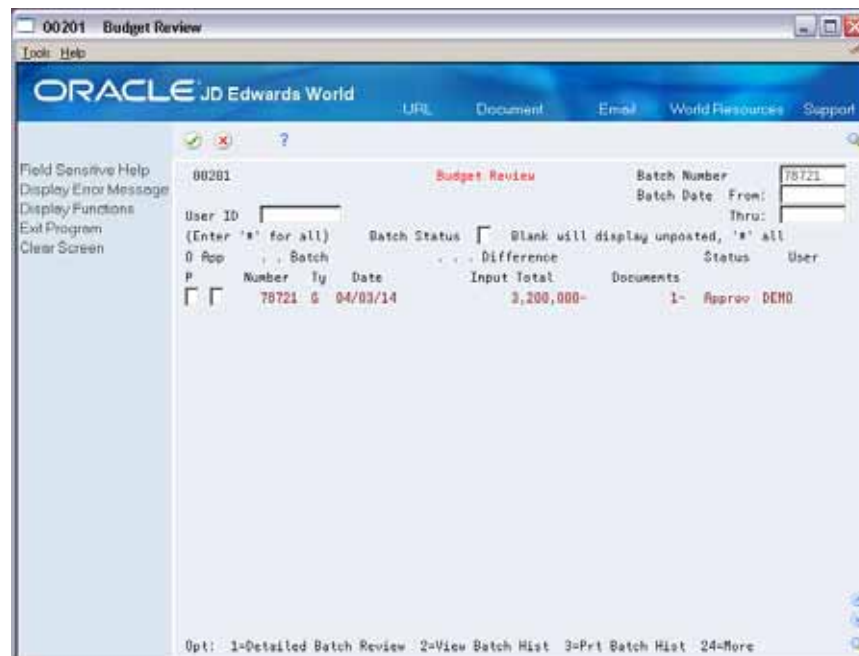 00201 Budget Review
Tools Help
ORACLE JD Edwards World
URL Document Email World Resources Support
?
Field Sensitive Help
Display Error Message
Display Functions
Exit Program
Clear Screen
00201 Budget Review Batch Number 78721
Batch Date From:
User ID Thru:
(Enter '*' for all) Batch Status Blank will display unposted, '*' all
O App . . Batch . . . Difference Status User
P Number Ty Date Input Total Documents
78721 G 04/03/14 3,200,000- 1- Approv DEMO
Opt: 1=Detailed Batch Review 2=View Batch Hist 3=Prt Batch Hist 24=More